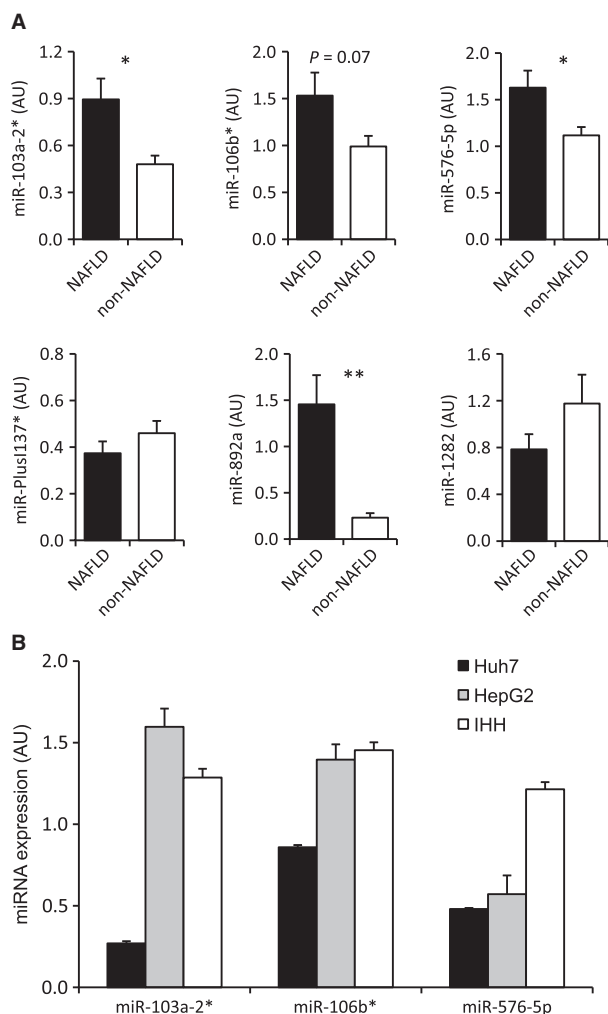 A
miR-103a-2* (AU)
1.2
0.9
0.6
0.3
0.0
*
NAFLD
non-NAFLD
miR-106b* (AU)
2.0
1.5
1.0
0.5
0.0
P = 0.07
NAFLD
non-NAFLD
miR-576-5p (AU)
2.0
1.5
1.0
0.5
0.0
*
NAFLD
non-NAFLD
miR-PlusI137* (AU)
0.8
0.6
0.4
0.2
0.0
NAFLD
non-NAFLD
miR-892a (AU)
2.0
1.5
1.0
0.5
0.0
**
NAFLD
non-NAFLD
miR-1282 (AU)
1.6
1.2
0.8
0.4
0.0
NAFLD
non-NAFLD
B
miRNA expression (AU)
2.0
1.5
1.0
0.5
0.0
Huh7
HepG2
IHH
miR-103a-2*
miR-106b*
miR-576-5p